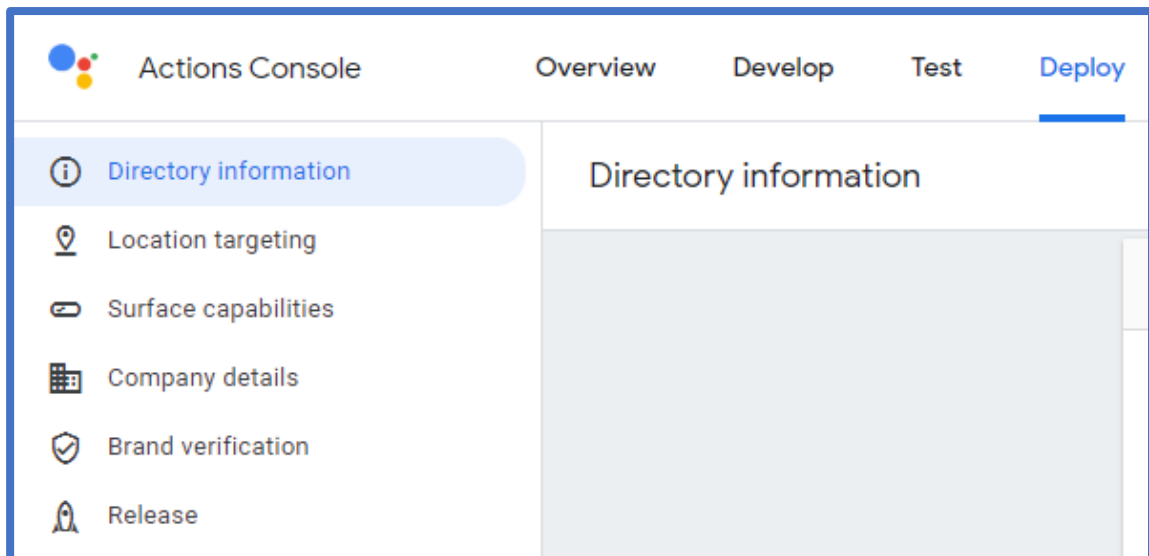 Actions Console Overview Develop Test Deploy
Directory information
Directory information
Location targeting
Surface capabilities
Company details
Brand verification
Release